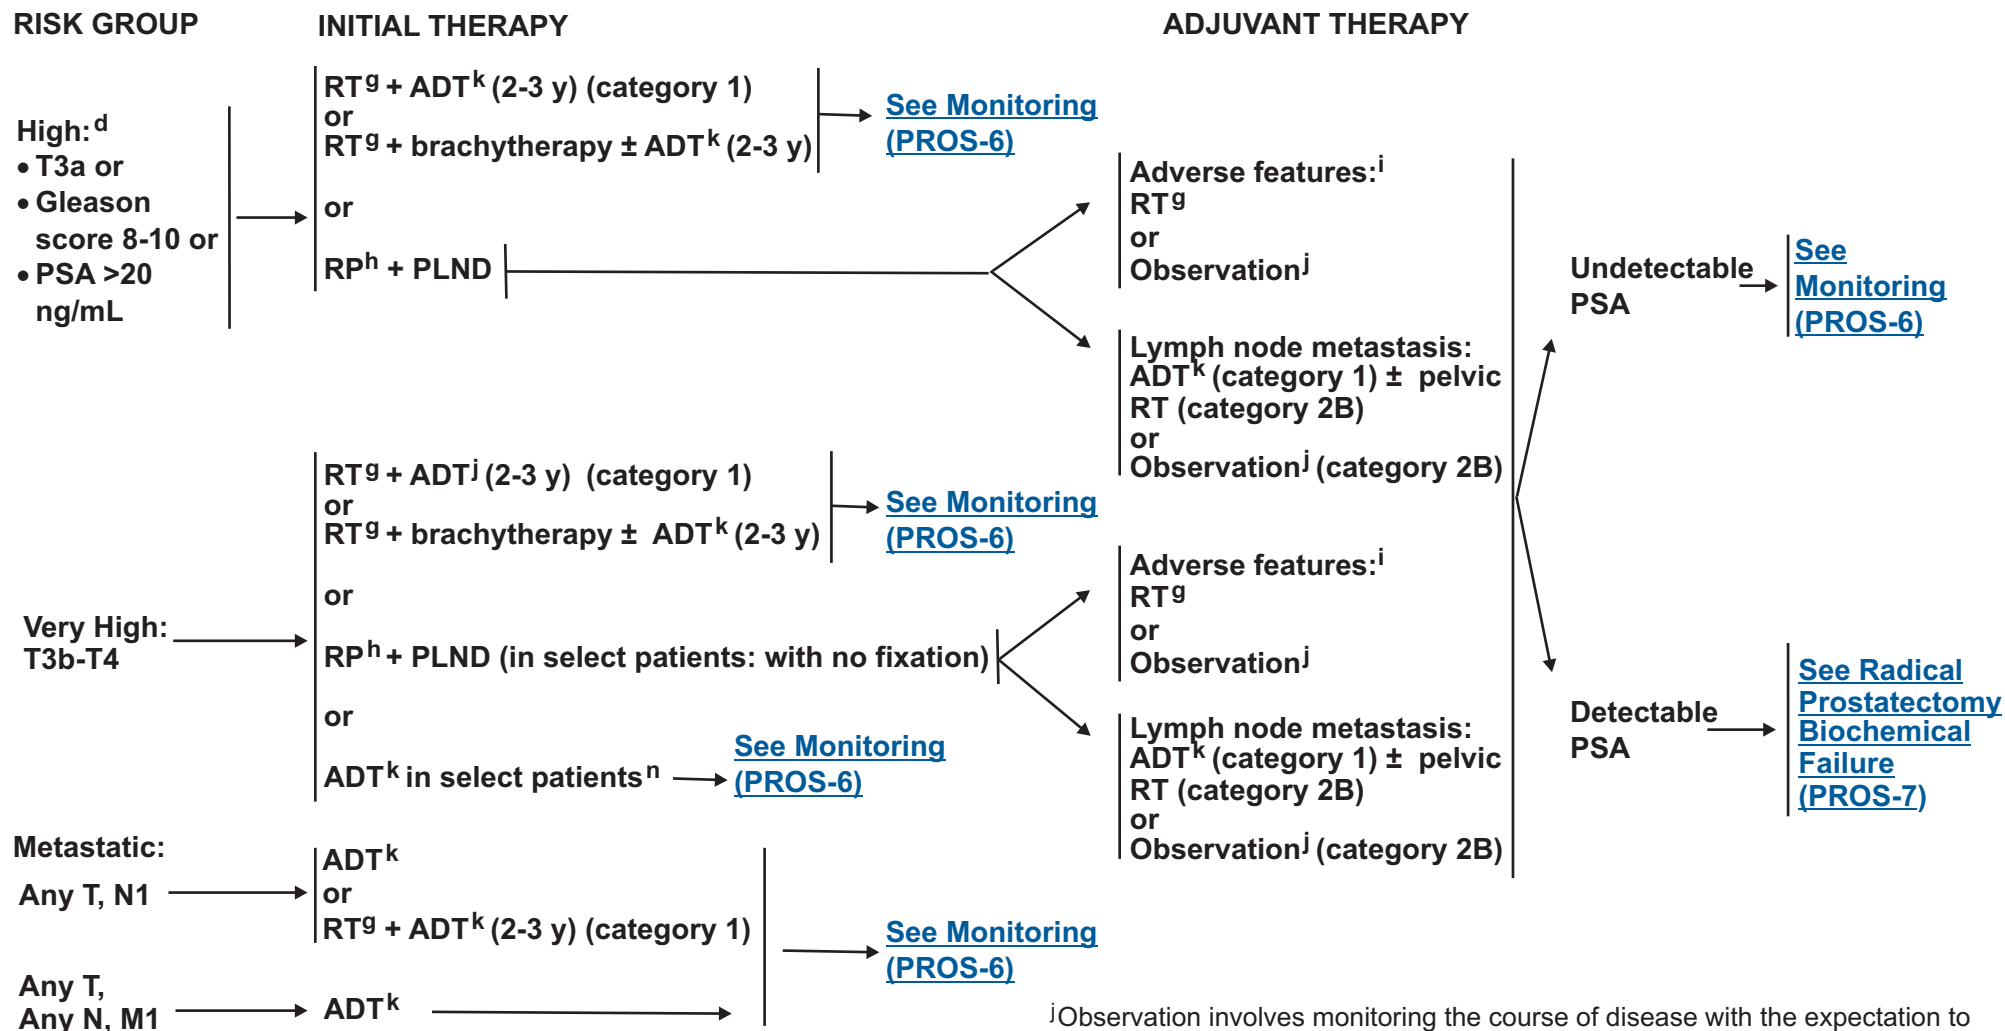 RISK GROUP
INITIAL THERAPY
ADJUVANT THERAPY
High:d
• T3a or
• Gleason
score 8-10 or
• PSA >20
ng/mL
RTg + ADTk (2-3 y) (category 1)
or
RTg + brachytherapy ± ADTk (2-3 y)
See Monitoring
(PROS-6)
or
RPh + PLND
Adverse features:i
RTg
or
Observationj
Lymph node metastasis:
ADTk (category 1) ± pelvic
RT (category 2B)
or
Observationj (category 2B)
Undetectable
PSA
See
Monitoring
(PROS-6)
Very High:
T3b-T4
RTg + ADTj (2-3 y) (category 1)
or
RTg + brachytherapy ± ADTk (2-3 y)
See Monitoring
(PROS-6)
or
RPh + PLND (in select patients: with no fixation)
or
ADTk in select patientsn
See Monitoring
(PROS-6)
Adverse features:i
RTg
or
Observationj
Lymph node metastasis:
ADTk (category 1) ± pelvic
RT (category 2B)
or
Observationj (category 2B)
Detectable
PSA
See Radical
Prostatectomy
Biochemical
Failure
(PROS-7)
Metastatic:
Any T, N1
ADTk
or
RTg + ADTk (2-3 y) (category 1)
Any T,
Any N, M1
ADTk
See Monitoring
(PROS-6)
jObservation involves monitoring the course of disease with the expectation to